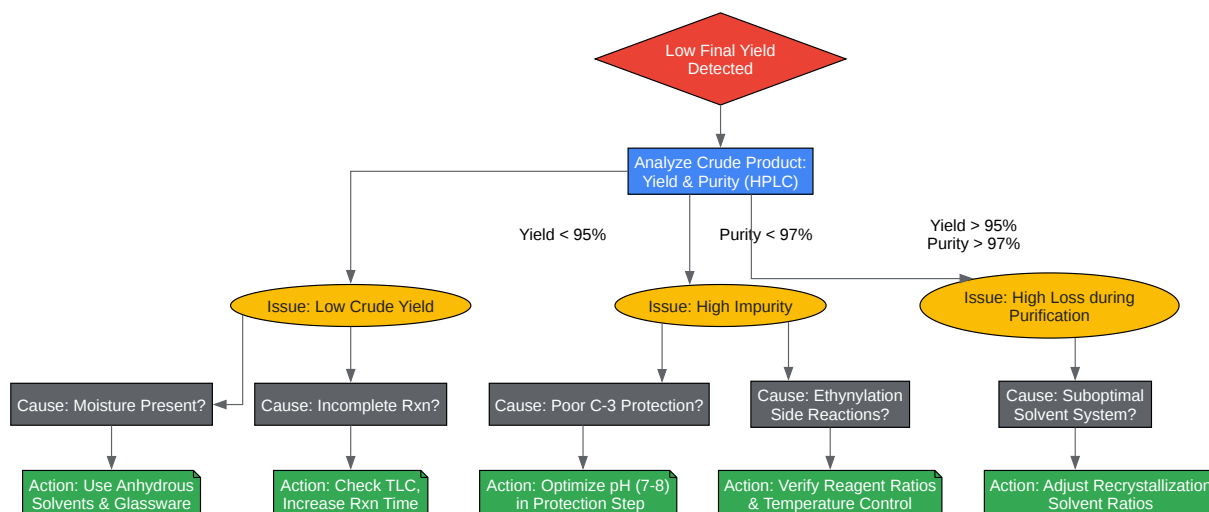 Low Final Yield
Detected
Analyze Crude Product:
Yield & Purity (HPLC)
Yield < 95%
Purity < 97%
Yield > 95%
Purity > 97%
Issue: Low Crude Yield
Issue: High Impurity
Issue: High Loss during
Purification
Cause: Moisture Present?
Cause: Incomplete Rxn?
Cause: Poor C-3 Protection?
Cause: Ethynylation
Side Reactions?
Cause: Suboptimal
Solvent System?
Action: Use Anhydrous
Solvents & Glassware
Action: Check TLC,
Increase Rxn Time
Action: Optimize pH (7-8)
in Protection Step
Action: Verify Reagent Ratios
& Temperature Control
Action: Adjust Recrystallization
Solvent Ratios